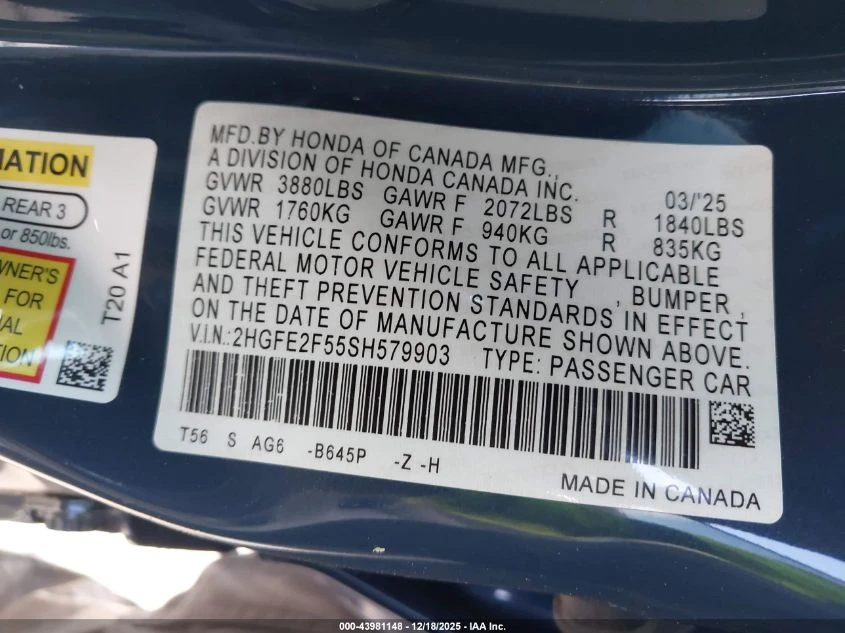 MATION
REAR 3
or 850lbs.
WNER'S
FOR
AL
TION
T20 A1
MFD.BY HONDA OF CANADA MFG.,
A DIVISION OF HONDA CANADA INC. 03/'25
GVWR 3880LBS GAWR F 2072LBS R 1840LBS
GVWR 1760KG GAWR F 940KG R 835KG
THIS VEHICLE CONFORMS TO ALL APPLICABLE
FEDERAL MOTOR VEHICLE SAFETY , BUMPER ,
AND THEFT PREVENTION STANDARDS IN EFFECT
ON THE DATE OF MANUFACTURE SHOWN ABOVE.
V.I.N.:2HGFE2F55SH579903 TYPE: PASSENGER CAR
T56 S AG6 -B645P -Z -H
MADE IN CANADA
000-43981148 - 12/18/2025 - IAA Inc.